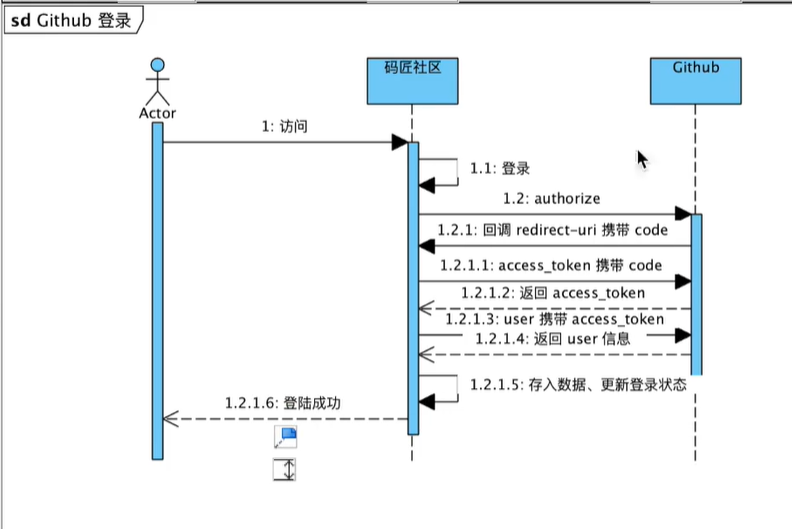 sd Github 登录
码匠社区
Github
Actor
1: 访问
1.1: 登录
1.2: authorize
1.2.1: 回调 redirect-uri 携带 code
1.2.1.1: access_token 携带 code
1.2.1.2: 返回 access_token
1.2.1.3: user 携带 access_token
1.2.1.4: 返回 user 信息
1.2.1.5: 存入数据、更新登录状态
1.2.1.6: 登陆成功